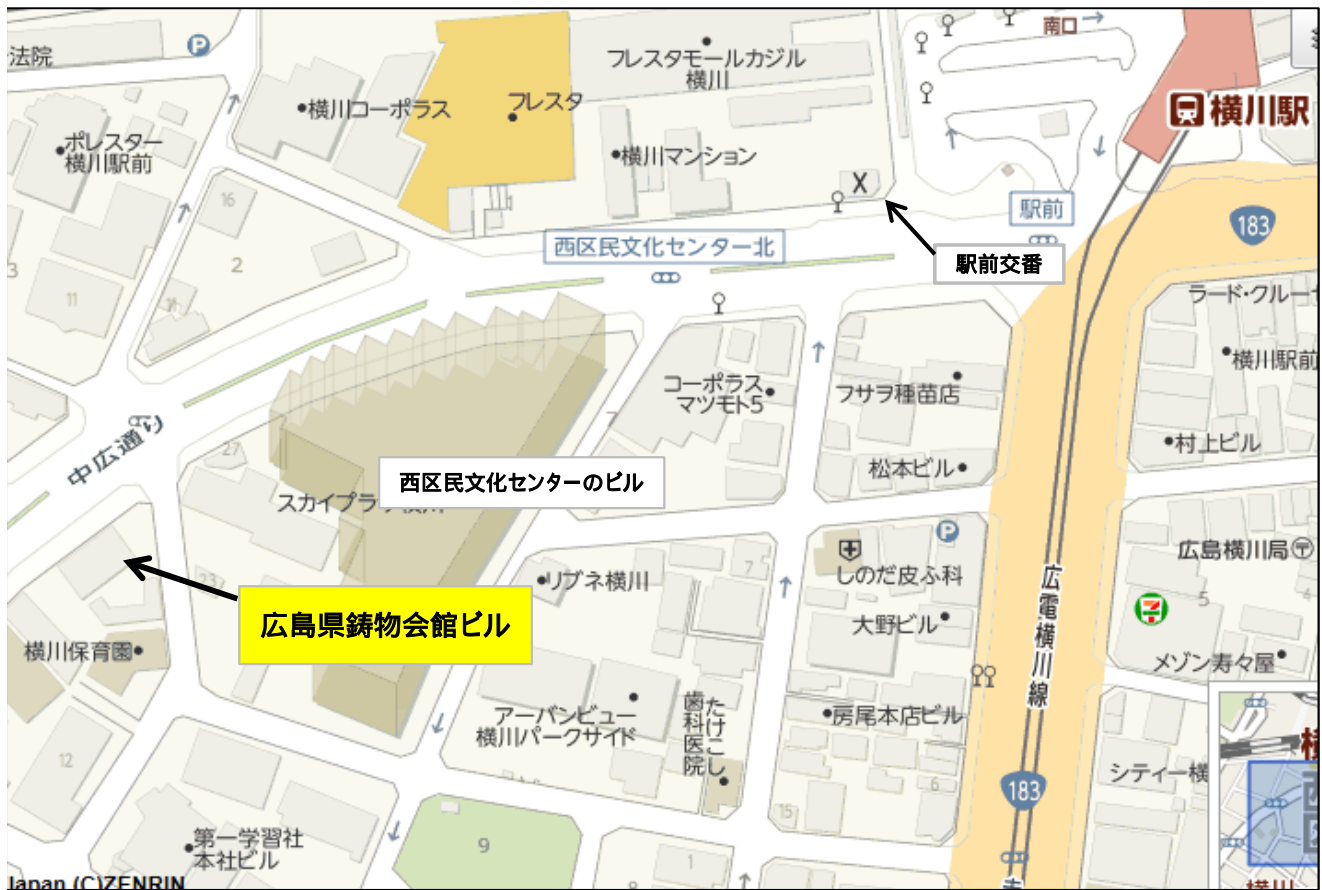 法院
P
南口
フレスタモールカジル
横川
横川コーポラス
フレスタ
横川駅
ポレスター
横川駅前
横川マンション
X
16
駅前
183
西区民文化センター北
駅前交番
3
2
11
ラード・クルー
横川駅前
コーポラス
マツモト5
フサヲ種苗店
中広通り
27
7
村上ビル
松本ビル
西区民文化センターのビル
スカイプラ
P
広島横川局
しのだ皮ふ科
リブネ横川
7
23
5
4
広島県鋳物会館ビル
大野ビル
広電横川線
横川保育園
メゾン寿々屋
アーバンビュー
横川パークサイド
たけこし
歯科医院
房尾本店ビル
12
シティー横
6
183
15
第一学習社
本社ビル
9
1
8
Japan (C)ZENRIN
横川